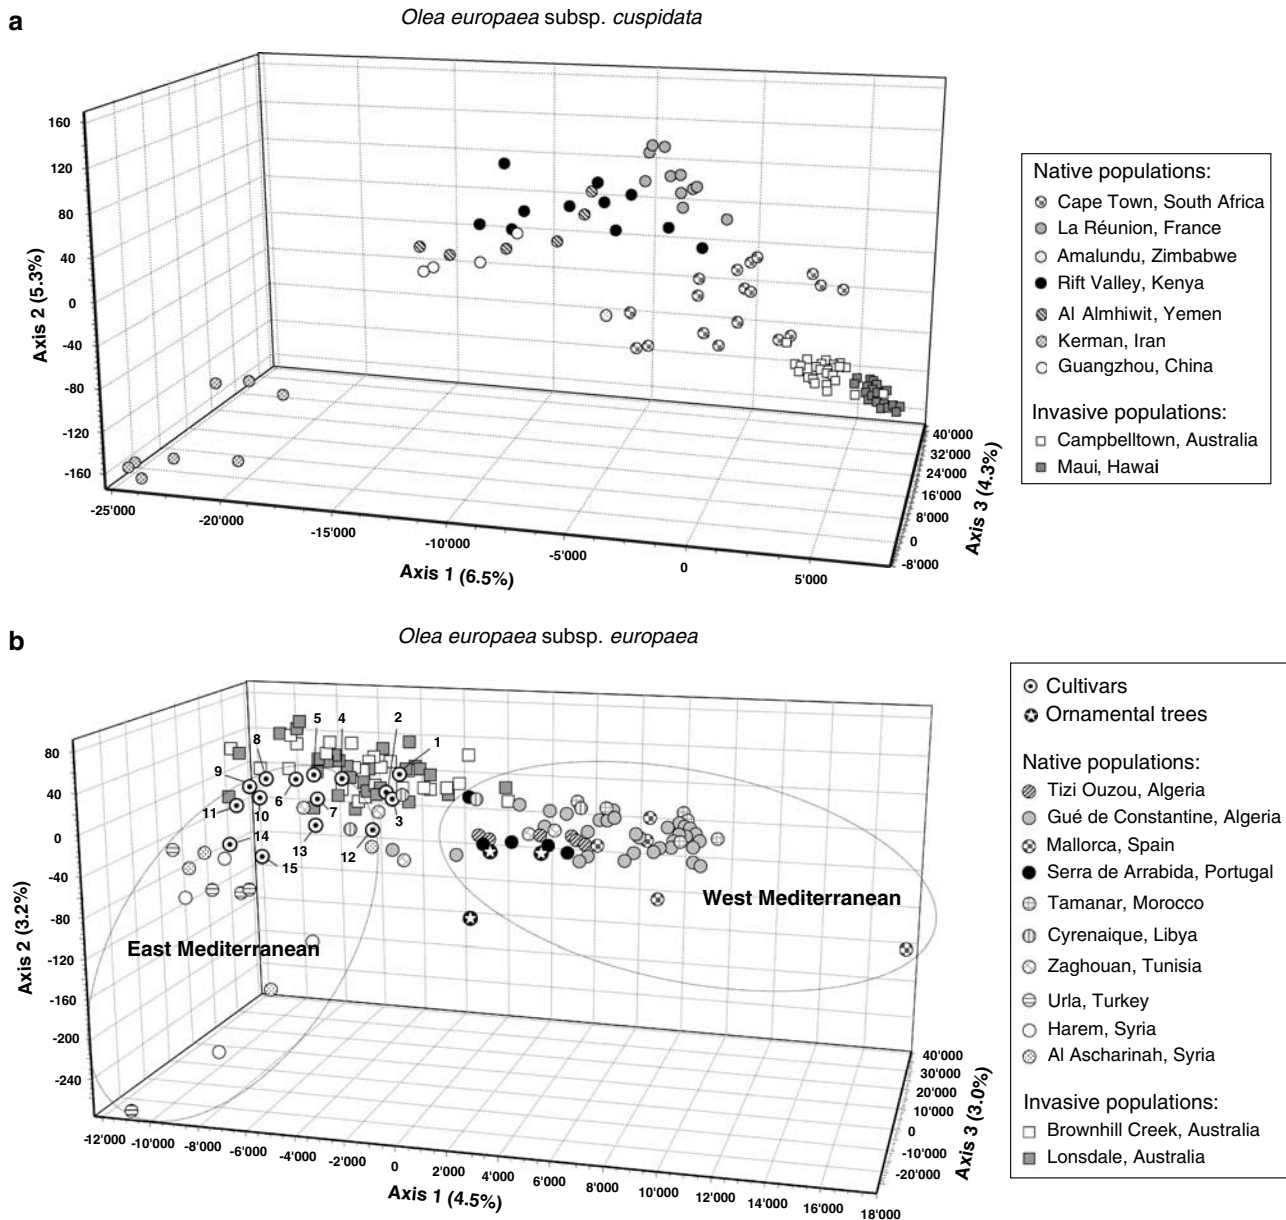 a
Olea europaea subsp. cuspidata
160
120
80
40
0
-40
-80
-120
-160
Axis 2 (5.3%)
-25'000
-20'000
-15'000
-10'000
-5'000
0
5'000
Axis 1 (6.5%)
40'000
32'000
24'000
16'000
8'000
0
-8'000
Axis 3 (4.3%)
Native populations:
Cape Town, South Africa
La Réunion, France
Amalundu, Zimbabwe
Rift Valley, Kenya
Al Almhiwit, Yemen
Kerman, Iran
Guangzhou, China
Invasive populations:
Campbelltown, Australia
Maui, Hawai
b
Olea europaea subsp. europaea
80
40
0
-40
-80
-120
-160
-200
-240
Axis 2 (3.2%)
5
4
2
1
8
9
11
10
6
7
3
13
12
14
15
East Mediterranean
West Mediterranean
-12'000
-10'000
-8'000
-6'000
-4'000
-2'000
0
2'000
4'000
6'000
8'000
10'000
12'000
14'000
16'000
18'000
Axis 1 (4.5%)
40'000
30'000
20'000
10'000
0
-10'000
-20'000
Axis 3 (3.0%)
Cultivars
Ornamental trees
Native populations:
Tizi Ouzou, Algeria
Gué de Constantine, Algeria
Mallorca, Spain
Serra de Arrabida, Portugal
Tamanar, Morocco
Cyrenaique, Libya
Zaghouan, Tunisia
Urla, Turkey
Harem, Syria
Al Ascharinah, Syria
Invasive populations:
Brownhill Creek, Australia
Lonsdale, Australia